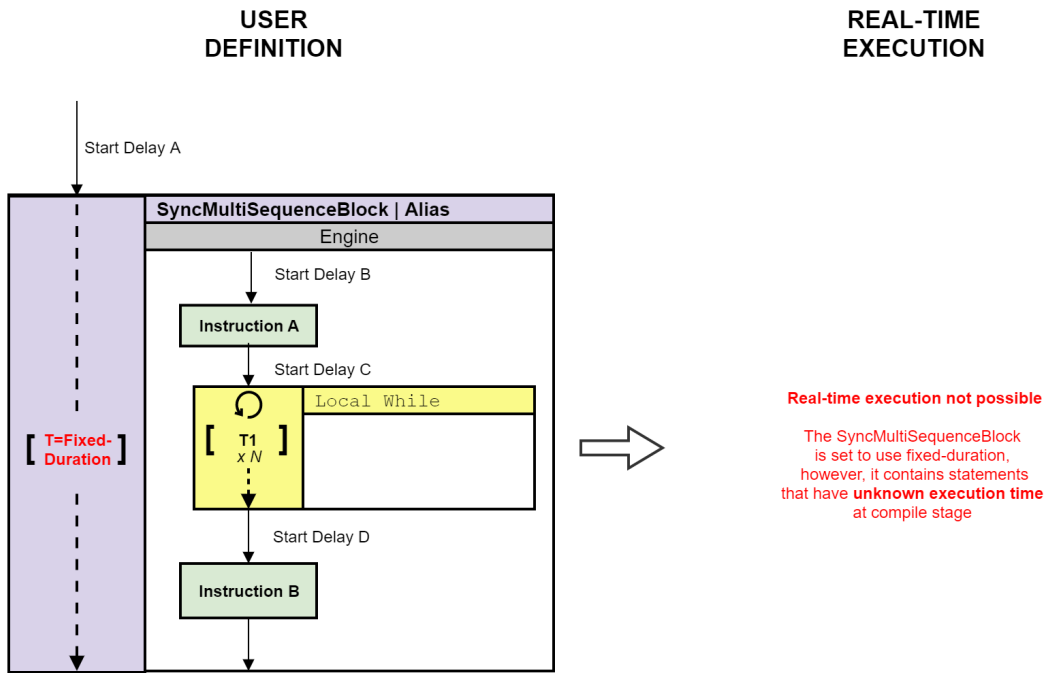 USER
DEFINITION
REAL-TIME
EXECUTION
Start Delay A
SyncMultiSequenceBlock | Alias
Engine
Start Delay B
Instruction A
Start Delay C
Local While
[ T1 ]
x N
[ T=Fixed-
Duration ]
Start Delay D
Instruction B
Real-time execution not possible
The SyncMultiSequenceBlock
is set to use fixed-duration,
however, it contains statements
that have unknown execution time
at compile stage